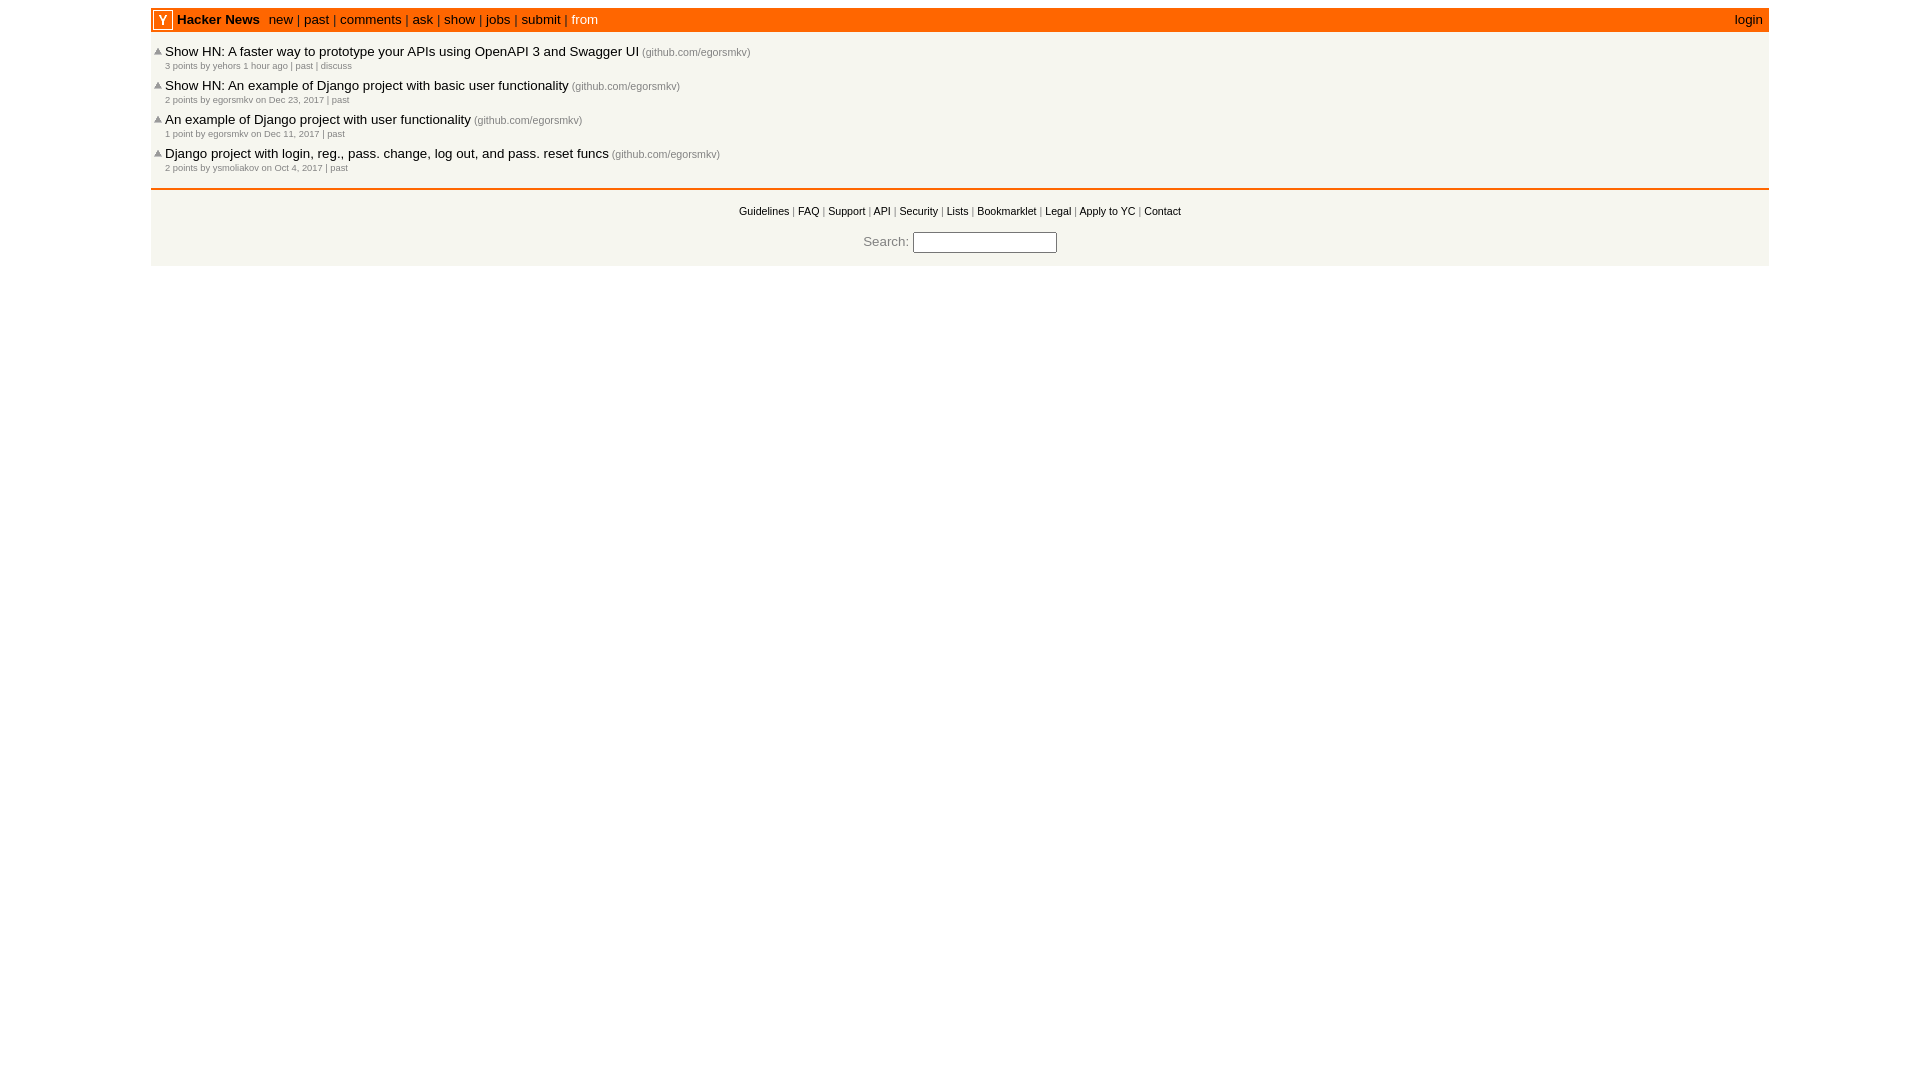 Y Hacker News new | past | comments | ask | show | jobs | submit | from login
Show HN: A faster way to prototype your APIs using OpenAPI 3 and Swagger UI (github.com/egorsmkv)
3 points by yehors 1 hour ago | past | discuss
Show HN: An example of Django project with basic user functionality (github.com/egorsmkv)
2 points by egorsmkv on Dec 23, 2017 | past
An example of Django project with user functionality (github.com/egorsmkv)
1 point by egorsmkv on Dec 11, 2017 | past
Django project with login, reg., pass. change, log out, and pass. reset funcs (github.com/egorsmkv)
2 points by ysmoliakov on Oct 4, 2017 | past
Guidelines | FAQ | Support | API | Security | Lists | Bookmarklet | Legal | Apply to YC | Contact
Search: